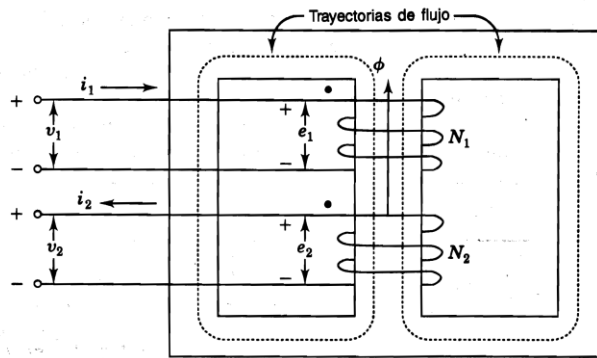 Trayectorias de flujo
ϕ
i₁
+ +
v₁ e₁ N₁
− −
i₂
+ +
v₂ e₂ N₂
− −